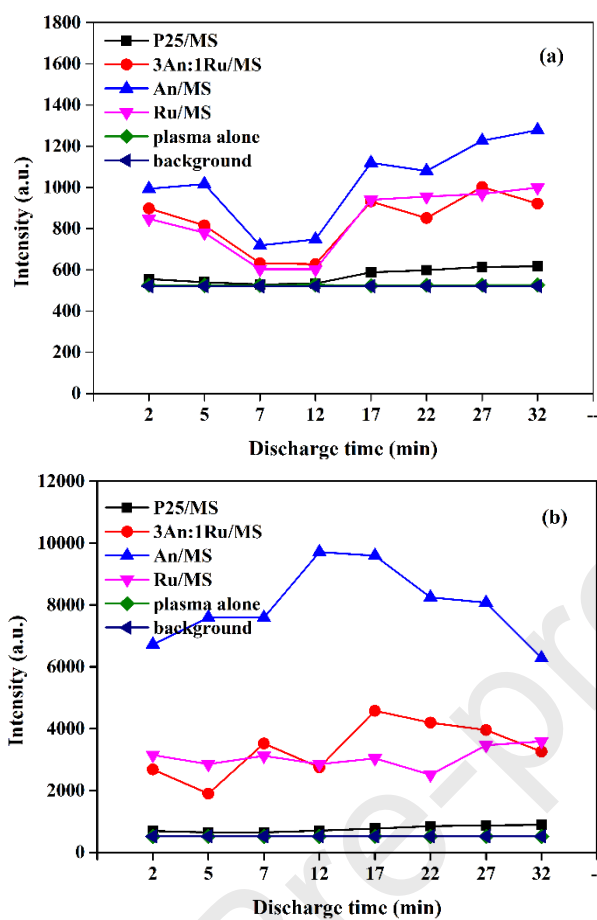 1800
1600
1400
1200
1000
800
600
400
200
0
Intensity (a.u.)
P25/MS
3An:1Ru/MS
An/MS
Ru/MS
plasma alone
background
(a)
2 5 7 12 17 22 27 32 --
Discharge time (min)
12000
10000
8000
6000
4000
2000
0
Intensity (a.u.)
P25/MS
3An:1Ru/MS
An/MS
Ru/MS
plasma alone
background
(b)
2 5 7 12 17 22 27 32 --
Discharge time (min)